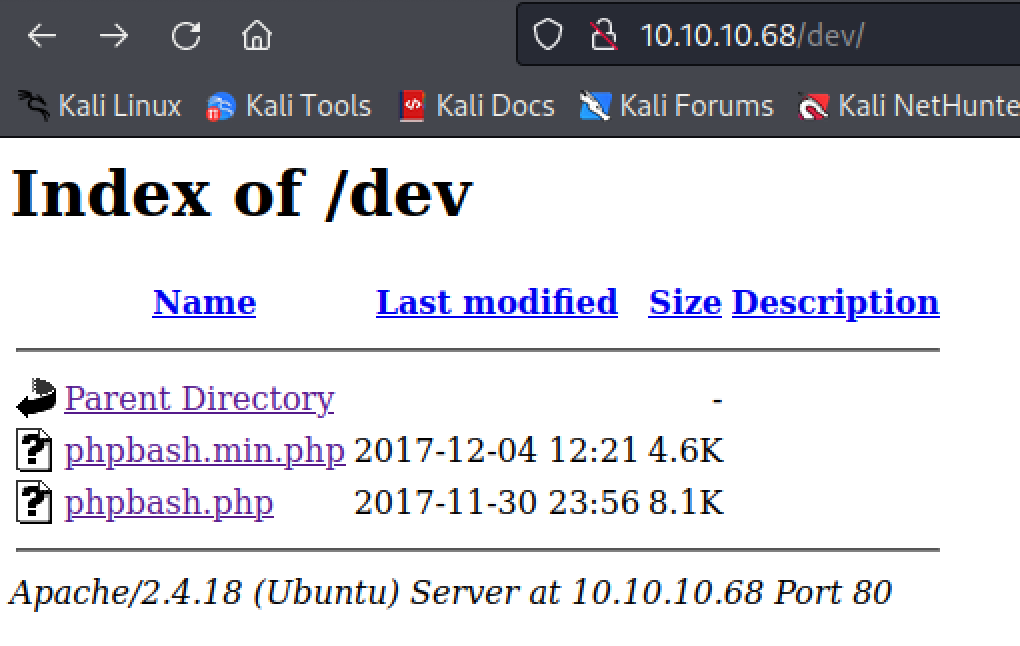 10.10.10.68/dev/
Kali Linux Kali Tools Kali Docs Kali Forums Kali NetHunte
Index of /dev
Name Last modified Size Description
Parent Directory -
phpbash.min.php 2017-12-04 12:21 4.6K
phpbash.php 2017-11-30 23:56 8.1K
Apache/2.4.18 (Ubuntu) Server at 10.10.10.68 Port 80